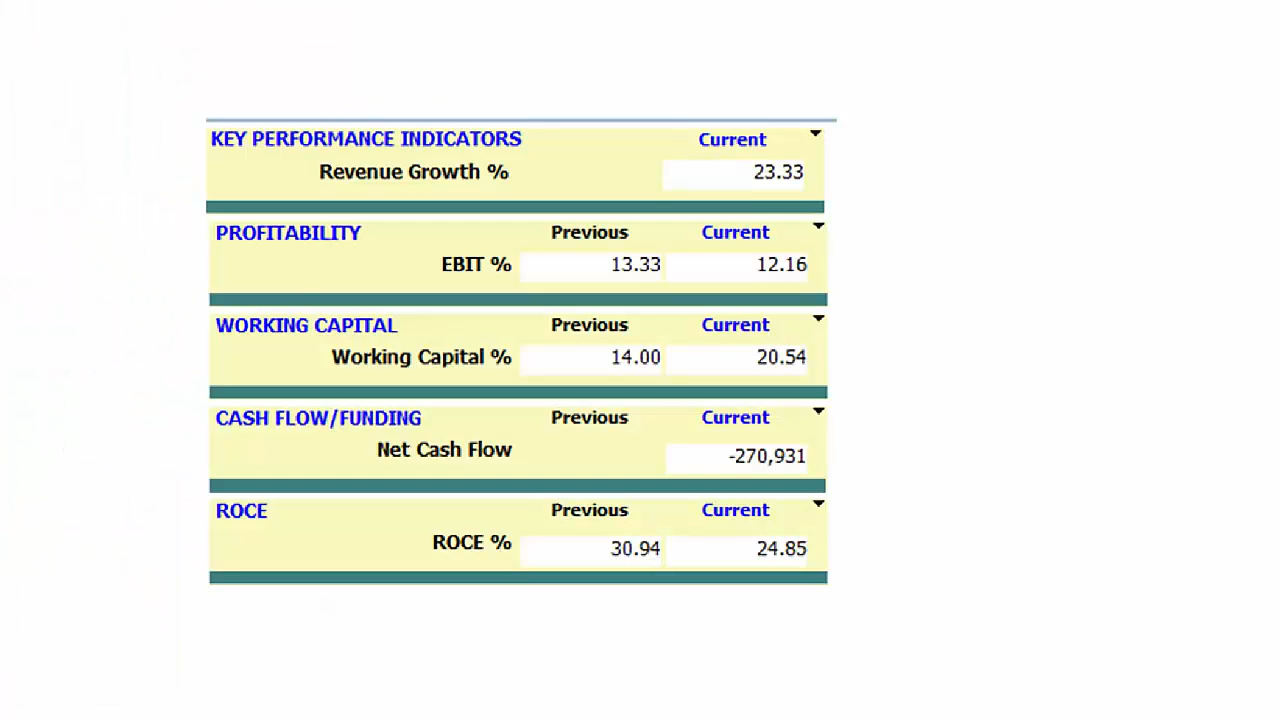 KEY PERFORMANCE INDICATORS Current
Revenue Growth % 23.33
PROFITABILITY Previous Current
EBIT % 13.33 12.16
WORKING CAPITAL Previous Current
Working Capital % 14.00 20.54
CASH FLOW/FUNDING Previous Current
Net Cash Flow -270,931
ROCE Previous Current
ROCE % 30.94 24.85